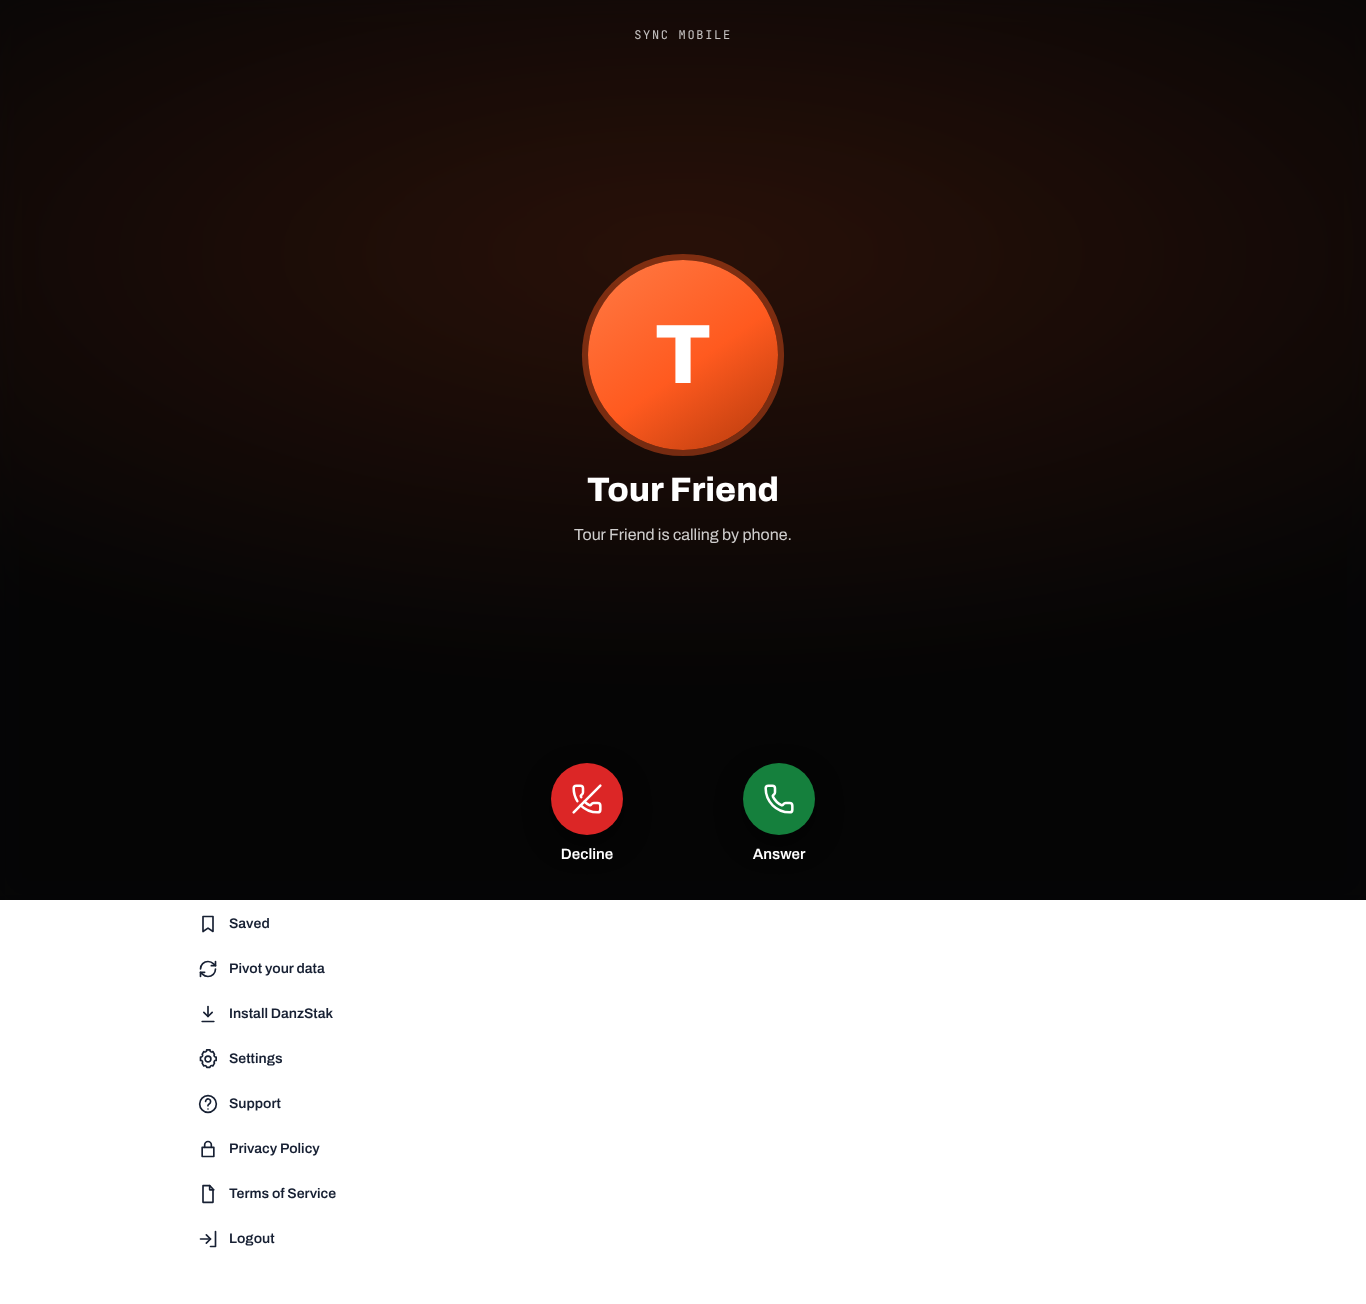 SYNC MOBILE
T
Tour Friend
Tour Friend is calling by phone.
Decline
Answer
Saved
Pivot your data
Install DanzStak
Settings
Support
Privacy Policy
Terms of Service
Logout